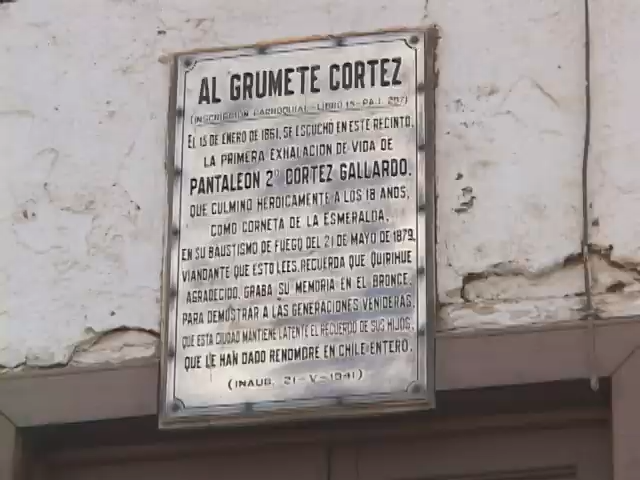 AL GRUMETE CORTEZ
(INSCRIPCION PARROQUIAL-LIBRO 15-PAJ. 287)
EL 15 DE ENERO DE 1861, SE ESCUCHO EN ESTE RECINTO,
LA PRIMERA EXHALACION DE VIDA DE
PANTALEON 2º CORTEZ GALLARDO.
QUE CULMINO HEROICAMENTE A LOS 18 AÑOS,
COMO CORNETA DE LA ESMERALDA,
EN SU BAUSTISMO DE FUEGO DEL 21 DE MAYO DE 1879.
VIANDANTE QUE ESTO LEES, RECUERDA QUE QUIRIHUE
AGRADECIDO, GRABA SU MEMORIA EN EL BRONCE,
PARA DEMOSTRAR A LAS GENERACIONES VENIDERAS,
QUE ESTA CIUDAD MANTIENE LATENTE EL RECUERDO DE SUS HIJOS,
QUE LE HAN DADO RENOMBRE EN CHILE ENTERO.
(INAUG. 21-V-1941)